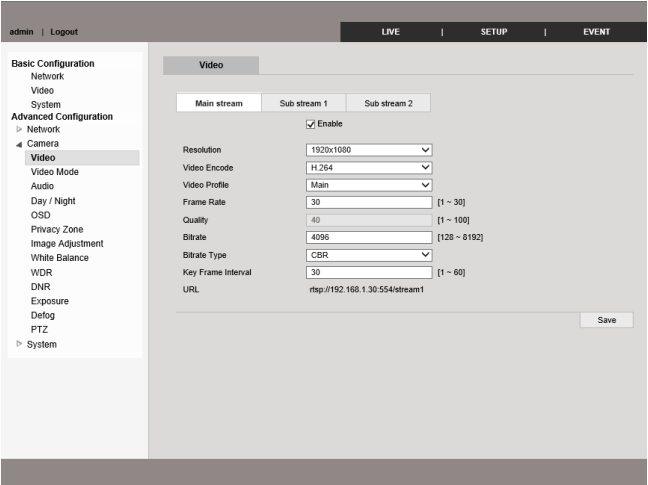 admin | Logout
LIVE | SETUP | EVENT
Basic Configuration
Network
Video
System
Advanced Configuration
Network
Camera
Video
Video Mode
Audio
Day / Night
OSD
Privacy Zone
Image Adjustment
White Balance
WDR
DNR
Exposure
Defog
PTZ
System
Video
Main stream Sub stream 1 Sub stream 2
Enable
Resolution 1920x1080
Video Encode H.264
Video Profile Main
Frame Rate 30 [1 ~ 30]
Quality 40 [1 ~ 100]
Bitrate 4096 [128 ~ 8192]
Bitrate Type CBR
Key Frame Interval 30 [1 ~ 60]
URL rtsp://192.168.1.30:554/stream1
Save